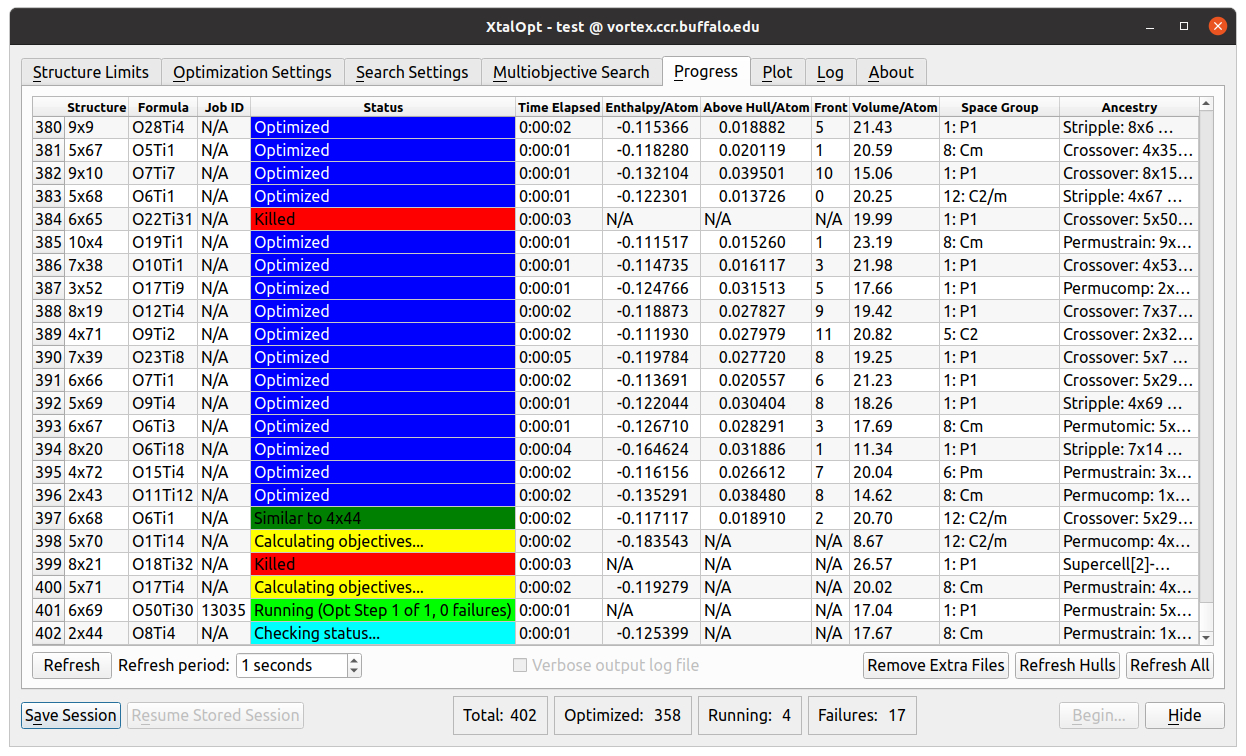 XtalOpt - test @ vortex.ccr.buffalo.edu
Structure Limits Optimization Settings Search Settings Multiobjective Search Progress Plot Log About
Structure Formula Job ID Status Time Elapsed Enthalpy/Atom Above Hull/Atom Front Volume/Atom Space Group Ancestry
380 9x9 O28Ti4 N/A Optimized 0:00:02 -0.115366 0.018882 5 21.43 1: P1 Stripple: 8x6 ...
381 5x67 O5Ti1 N/A Optimized 0:00:01 -0.118280 0.020119 1 20.59 8: Cm Crossover: 4x35...
382 9x10 O7Ti7 N/A Optimized 0:00:01 -0.132104 0.039501 10 15.06 1: P1 Crossover: 8x15...
383 5x68 O6Ti1 N/A Optimized 0:00:01 -0.122301 0.013726 0 20.25 12: C2/m Stripple: 4x67 ...
384 6x65 O22Ti31 N/A Killed 0:00:03 N/A N/A N/A 19.99 1: P1 Crossover: 5x50...
385 10x4 O19Ti1 N/A Optimized 0:00:01 -0.111517 0.015260 1 23.19 8: Cm Permustrain: 9x...
386 7x38 O10Ti1 N/A Optimized 0:00:01 -0.114735 0.016117 3 21.98 1: P1 Crossover: 4x53...
387 3x52 O17Ti9 N/A Optimized 0:00:01 -0.124766 0.031513 5 17.66 1: P1 Permucomp: 2x...
388 8x19 O12Ti4 N/A Optimized 0:00:02 -0.118873 0.027827 9 19.42 1: P1 Crossover: 7x37...
389 4x71 O9Ti2 N/A Optimized 0:00:02 -0.111930 0.027979 11 20.82 5: C2 Crossover: 2x32...
390 7x39 O23Ti8 N/A Optimized 0:00:05 -0.119784 0.027720 8 19.25 1: P1 Crossover: 5x7 ...
391 6x66 O7Ti1 N/A Optimized 0:00:02 -0.113691 0.020557 6 21.23 1: P1 Crossover: 5x29...
392 5x69 O9Ti4 N/A Optimized 0:00:01 -0.122044 0.030404 8 18.26 1: P1 Stripple: 4x69 ...
393 6x67 O6Ti3 N/A Optimized 0:00:01 -0.126710 0.028291 3 17.69 8: Cm Permutomic: 5x...
394 8x20 O6Ti18 N/A Optimized 0:00:04 -0.164624 0.031886 1 11.34 1: P1 Stripple: 7x14 ...
395 4x72 O15Ti4 N/A Optimized 0:00:02 -0.116156 0.026612 7 20.04 6: Pm Permustrain: 3x...
396 2x43 O11Ti12 N/A Optimized 0:00:02 -0.135291 0.038480 8 14.62 8: Cm Permucomp: 1x...
397 6x68 O6Ti1 N/A Similar to 4x44 0:00:02 -0.117117 0.018910 2 20.70 12: C2/m Crossover: 5x29...
398 5x70 O1Ti14 N/A Calculating objectives... 0:00:02 -0.183543 N/A N/A 8.67 12: C2/m Permucomp: 4x...
399 8x21 O18Ti32 N/A Killed 0:00:03 N/A N/A N/A 26.57 1: P1 Supercell[2]-...
400 5x71 O17Ti4 N/A Calculating objectives... 0:00:02 -0.119279 N/A N/A 20.02 8: Cm Permustrain: 4x...
401 6x69 O50Ti30 13035 Running (Opt Step 1 of 1, 0 failures) 0:00:01 N/A N/A N/A 17.04 1: P1 Permustrain: 5x...
402 2x44 O8Ti4 N/A Checking status... 0:00:01 -0.125399 N/A N/A 17.67 8: Cm Permustrain: 1x...
Refresh Refresh period: 1 seconds Verbose output log file Remove Extra Files Refresh Hulls Refresh All
Save Session Resume Stored Session Total: 402 Optimized: 358 Running: 4 Failures: 17 Begin... Hide